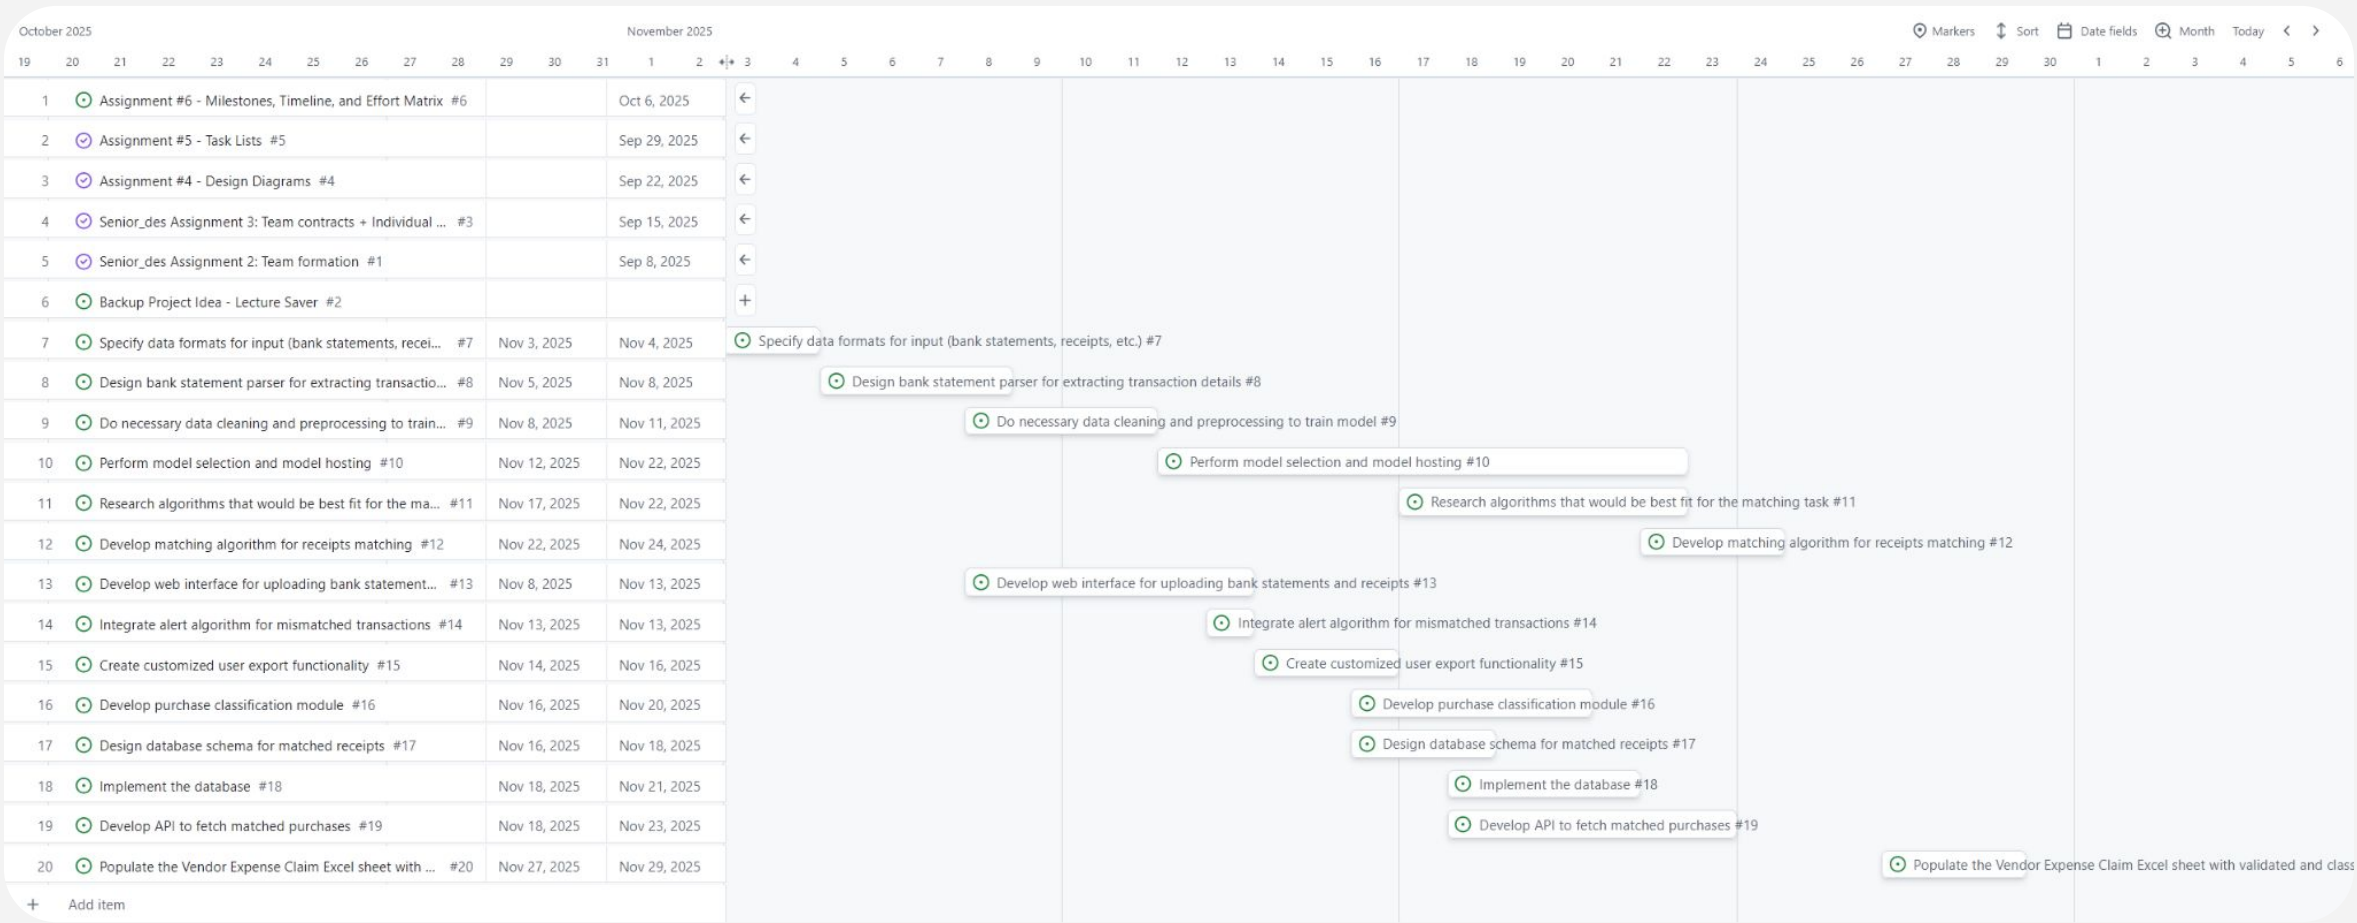 October 2025 November 2025 Markers Sort Date fields Month Today
19 20 21 22 23 24 25 26 27 28 29 30 31 1 2 3 4 5 6 7 8 9 10 11 12 13 14 15 16 17 18 19 20 21 22 23 24 25 26 27 28 29 30 1 2 3 4 5 6
1 Assignment #6 - Milestones, Timeline, and Effort Matrix #6 Oct 6, 2025
2 Assignment #5 - Task Lists #5 Sep 29, 2025
3 Assignment #4 - Design Diagrams #4 Sep 22, 2025
4 Senior_des Assignment 3: Team contracts + Individual ... #3 Sep 15, 2025
5 Senior_des Assignment 2: Team formation #1 Sep 8, 2025
6 Backup Project Idea - Lecture Saver #2
7 Specify data formats for input (bank statements, recei... #7 Nov 3, 2025 Nov 4, 2025 Specify data formats for input (bank statements, receipts, etc.) #7
8 Design bank statement parser for extracting transactio... #8 Nov 5, 2025 Nov 8, 2025 Design bank statement parser for extracting transaction details #8
9 Do necessary data cleaning and preprocessing to train... #9 Nov 8, 2025 Nov 11, 2025 Do necessary data cleaning and preprocessing to train model #9
10 Perform model selection and model hosting #10 Nov 12, 2025 Nov 22, 2025 Perform model selection and model hosting #10
11 Research algorithms that would be best fit for the ma... #11 Nov 17, 2025 Nov 22, 2025 Research algorithms that would be best fit for the matching task #11
12 Develop matching algorithm for receipts matching #12 Nov 22, 2025 Nov 24, 2025 Develop matching algorithm for receipts matching #12
13 Develop web interface for uploading bank statement... #13 Nov 8, 2025 Nov 13, 2025 Develop web interface for uploading bank statements and receipts #13
14 Integrate alert algorithm for mismatched transactions #14 Nov 13, 2025 Nov 13, 2025 Integrate alert algorithm for mismatched transactions #14
15 Create customized user export functionality #15 Nov 14, 2025 Nov 16, 2025 Create customized user export functionality #15
16 Develop purchase classification module #16 Nov 16, 2025 Nov 20, 2025 Develop purchase classification module #16
17 Design database schema for matched receipts #17 Nov 16, 2025 Nov 18, 2025 Design database schema for matched receipts #17
18 Implement the database #18 Nov 18, 2025 Nov 21, 2025 Implement the database #18
19 Develop API to fetch matched purchases #19 Nov 18, 2025 Nov 23, 2025 Develop API to fetch matched purchases #19
20 Populate the Vendor Expense Claim Excel sheet with ... #20 Nov 27, 2025 Nov 29, 2025 Populate the Vendor Expense Claim Excel sheet with validated and class
+ Add item